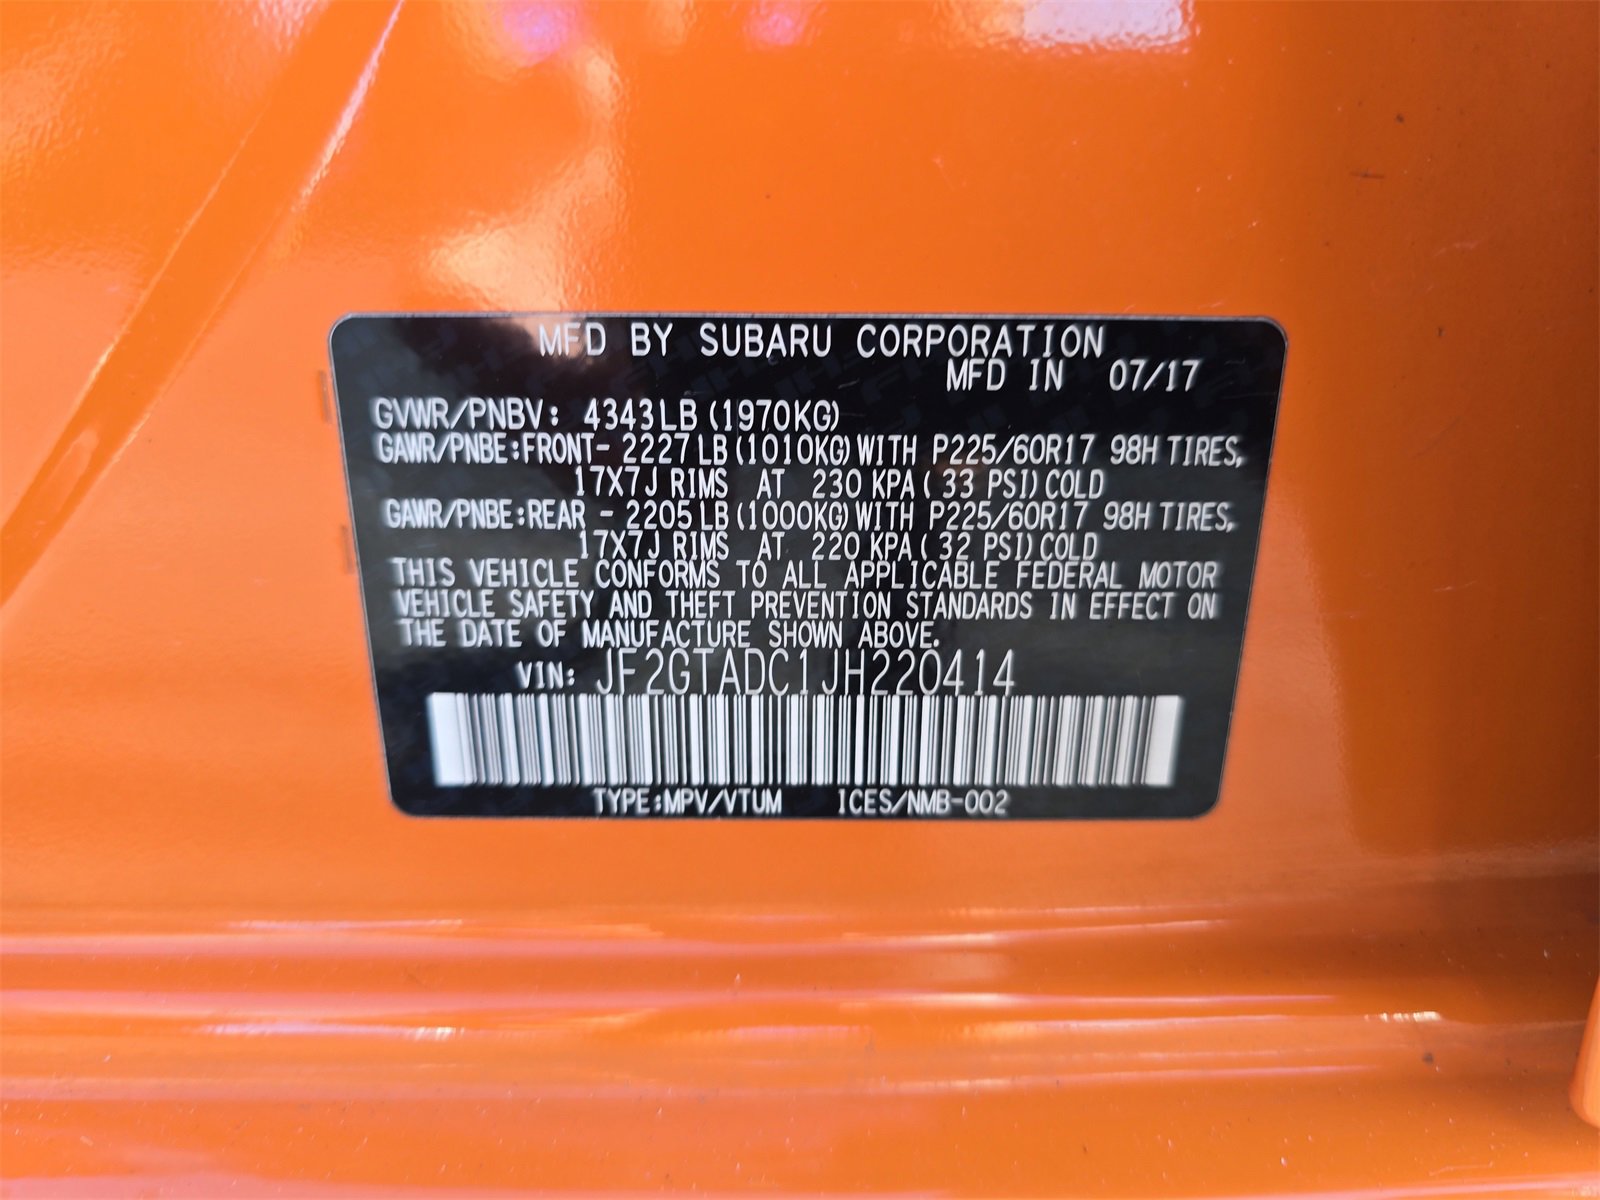 MFD BY SUBARU CORPORATION
MFD IN 07/17
GVWR/PNBV: 4343LB (1970KG)
GAWR/PNBE:FRONT- 2227LB (1010KG) WITH P225/60R17 98H TIRES,
17X7J RIMS AT 230 KPA ( 33 PSI) COLD
GAWR/PNBE:REAR - 2205LB (1000KG) WITH P225/60R17 98H TIRES,
17X7J RIMS AT 220 KPA ( 32 PSI) COLD
THIS VEHICLE CONFORMS TO ALL APPLICABLE FEDERAL MOTOR
VEHICLE SAFETY AND THEFT PREVENTION STANDARDS IN EFFECT ON
THE DATE OF MANUFACTURE SHOWN ABOVE.
VIN: JF2GTADC1JH220414
TYPE:MPV/VTUM ICES/NMB-002